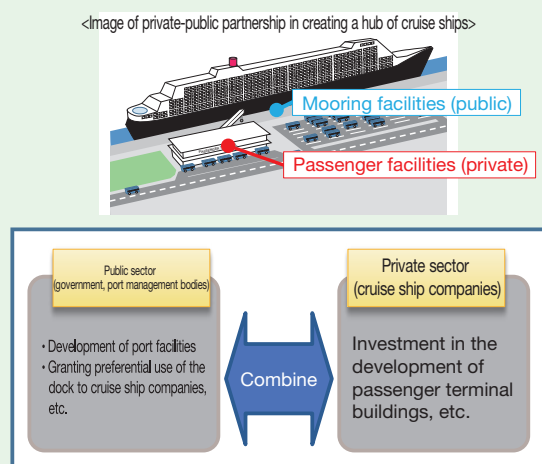 <Image of private-public partnership in creating a hub of cruise ships>
Mooring facilities (public)
Passenger facilities (private)
Public sector
(government, port management bodies)
・Development of port facilities
・Granting preferential use of the
dock to cruise ship companies,
etc.
Combine
Private sector
(cruise ship companies)
Investment in the
development of
passenger terminal
buildings, etc.